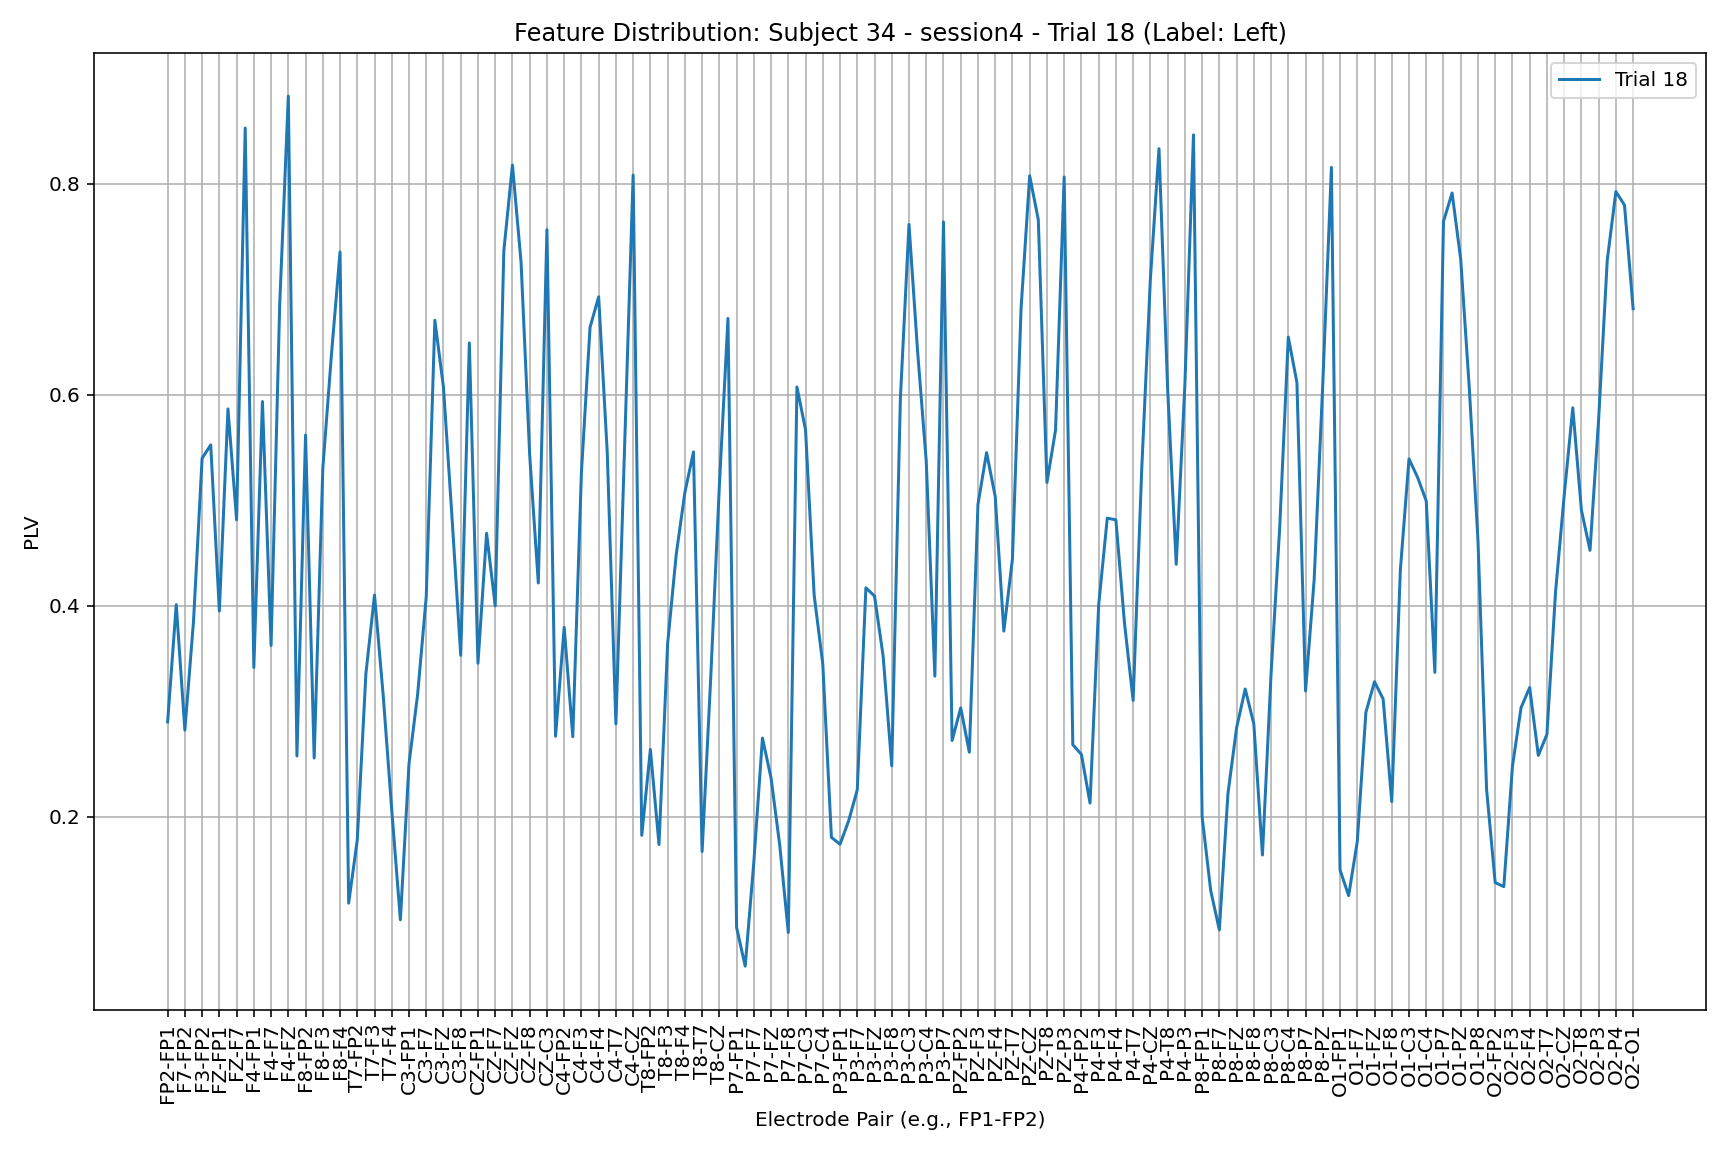 Feature Distribution: Subject 34 - session4 - Trial 18 (Label: Left)
Trial 18
PLV
0.8
0.6
0.4
0.2
FP2-FP1
F7-FP2
F3-FP2
FZ-FP1
FZ-F7
F4-FP1
F4-F7
F4-FZ
F8-FP2
F8-F3
F8-F4
T7-FP2
T7-F3
T7-F4
C3-FP1
C3-F7
C3-FZ
C3-F8
CZ-FP1
CZ-F7
CZ-FZ
CZ-F8
CZ-C3
C4-FP2
C4-F3
C4-F4
C4-T7
C4-CZ
T8-FP2
T8-F3
T8-F4
T8-T7
T8-CZ
P7-FP1
P7-F7
P7-FZ
P7-F8
P7-C3
P7-C4
P3-FP1
P3-F7
P3-FZ
P3-F8
P3-C3
P3-C4
P3-P7
PZ-FP2
PZ-F3
PZ-F4
PZ-T7
PZ-CZ
PZ-T8
PZ-P3
P4-FP2
P4-F3
P4-F4
P4-T7
P4-CZ
P4-T8
P4-P3
P8-FP1
P8-F7
P8-FZ
P8-F8
P8-C3
P8-C4
P8-P7
P8-PZ
O1-FP1
O1-F7
O1-FZ
O1-F8
O1-C3
O1-C4
O1-P7
O1-PZ
O1-P8
O2-FP2
O2-F3
O2-F4
O2-T7
O2-CZ
O2-T8
O2-P3
O2-P4
O2-O1
Electrode Pair (e.g., FP1-FP2)